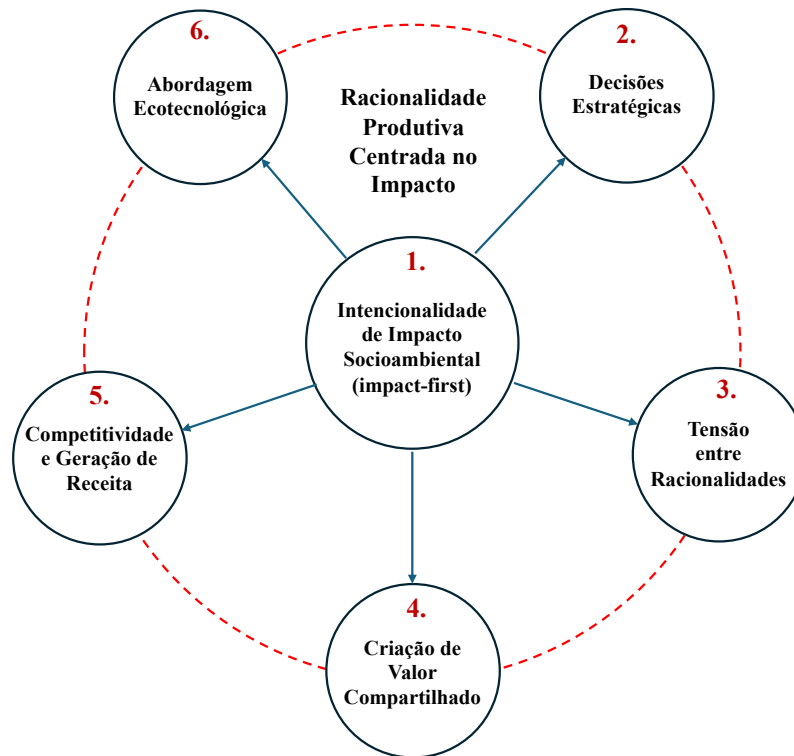 6.
Abordagem
Ecotecnológica
Racionalidade
Produtiva
Centrada no
Impacto
2.
Decisões
Estratégicas
1.
Intencionalidade
de Impacto
Socioambiental
(impact-first)
5.
Competitividade
e Geração de
Receita
3.
Tensão
entre
Racionalidades
4.
Criação de
Valor
Compartilhado